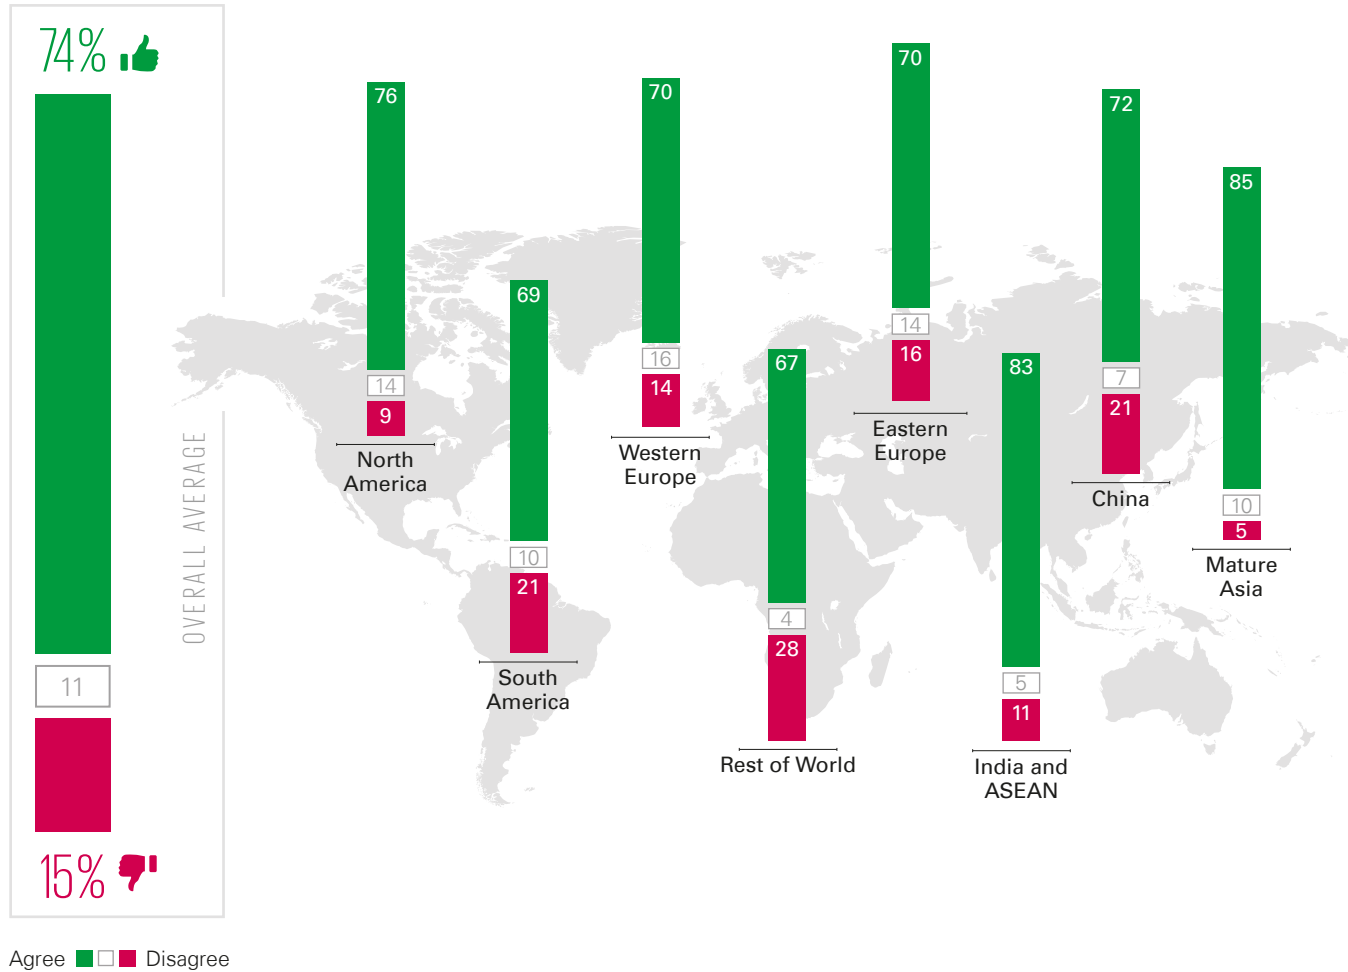 74%
11
15%
OVERALL AVERAGE
76
14
9
North
America
69
10
21
South
America
70
16
14
Western
Europe
67
4
28
Rest of World
70
14
16
Eastern
Europe
83
5
11
India and
ASEAN
72
7
21
China
85
10
5
Mature
Asia
Agree Disagree